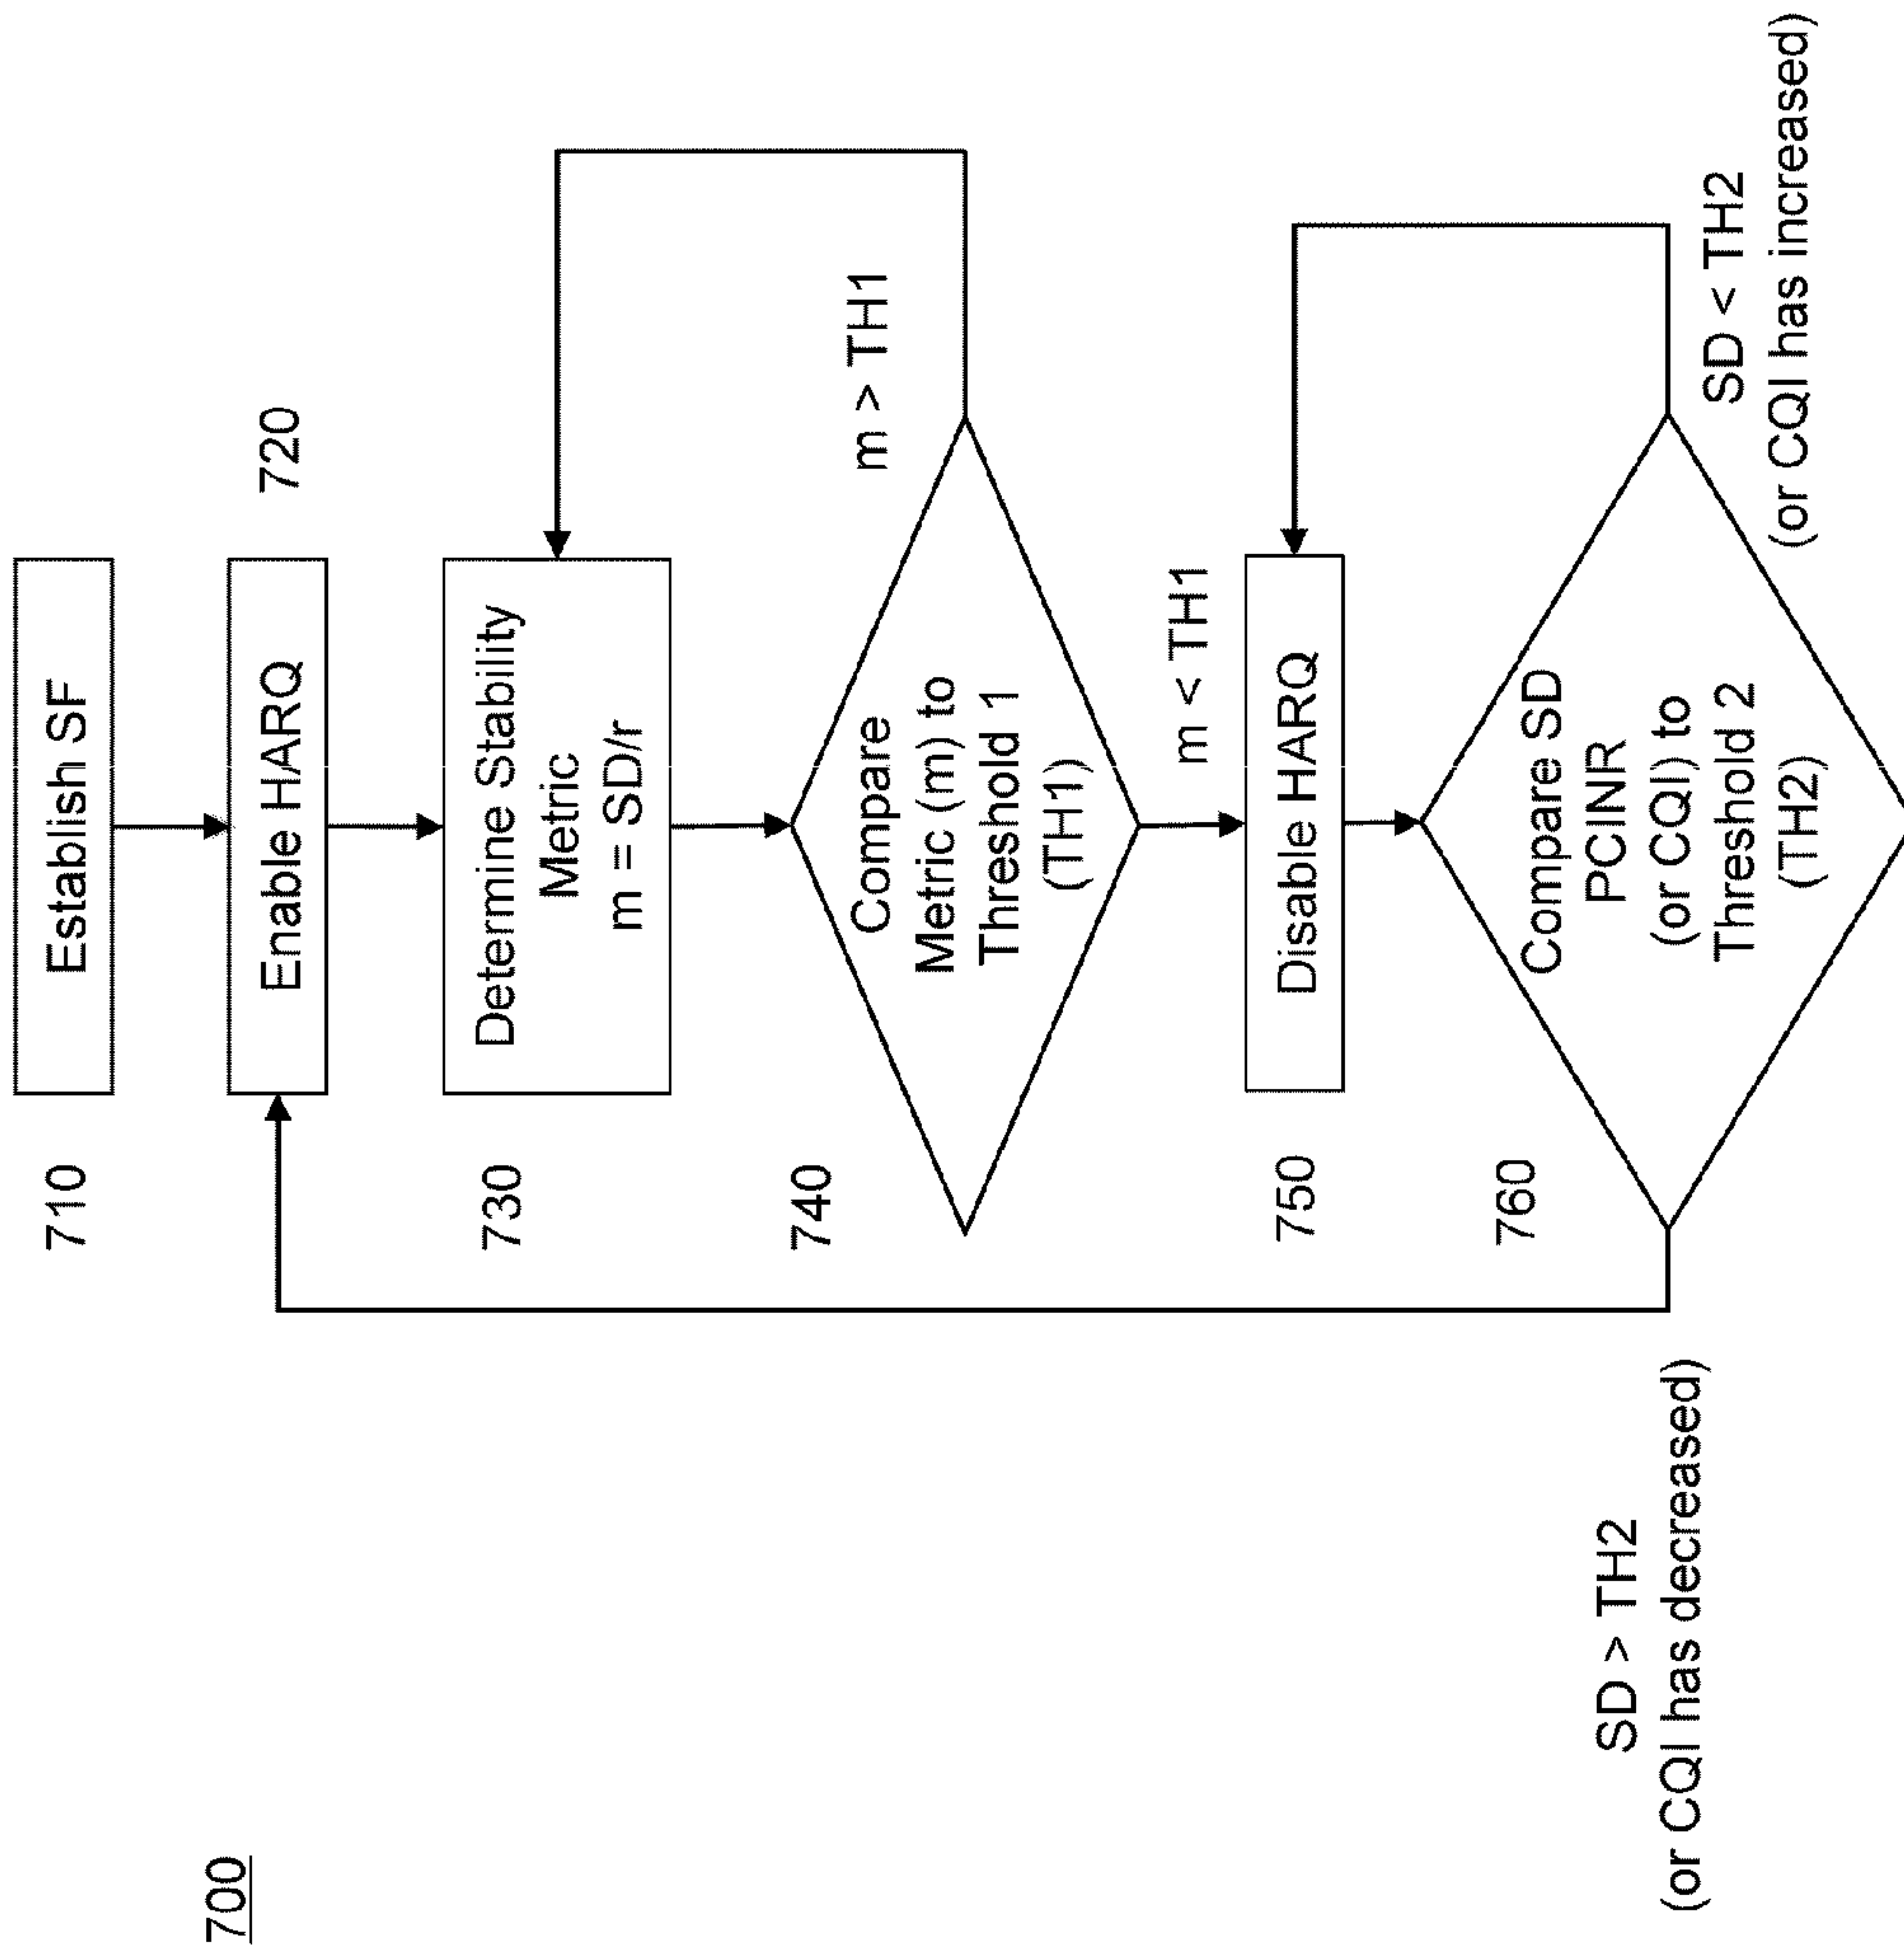 700
710
Establish SF
720
Enable HARQ
730
Determine Stability
Metric
m = SD/r
740
Compare
Metric (m) to
Threshold 1
(TH1)
m > TH1
m < TH1
750
Disable HARQ
760
Compare SD
PCINR
(or CQI) to
Threshold 2
(TH2)
SD > TH2
(or CQI has decreased)
SD < TH2
(or CQI has increased)